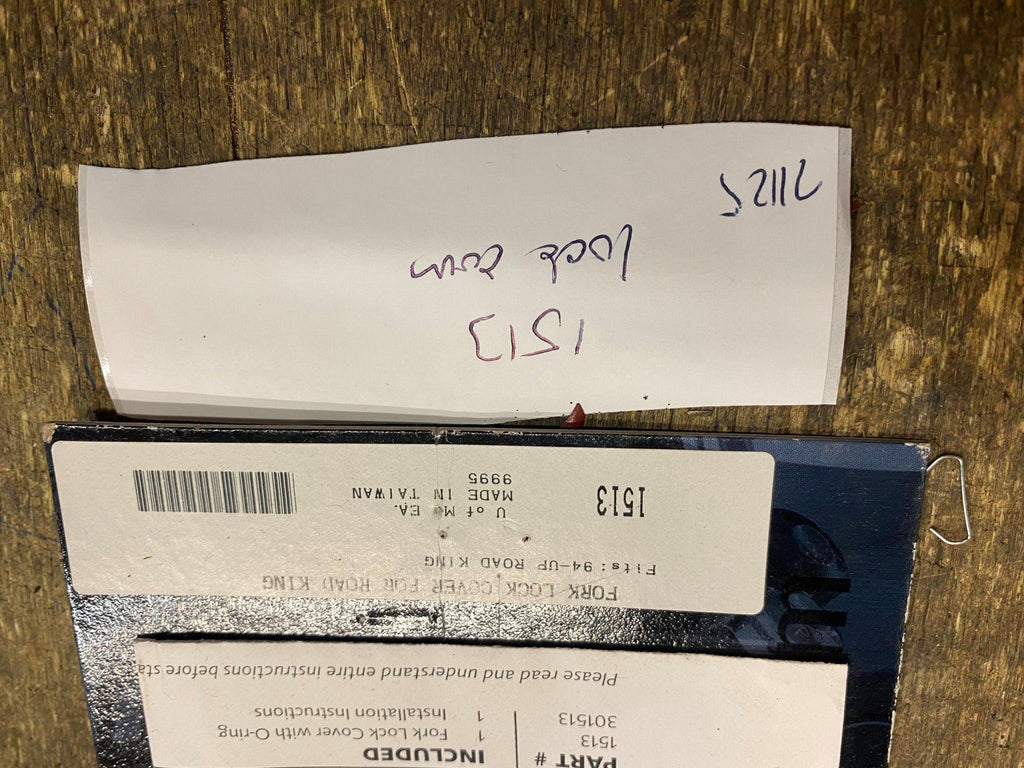 PART # INCLUDED
1513 1 Fork Lock Cover with O-ring
301513 1 Installation Instructions
Please read and understand entire instructions before sta
FORK LOCK COVER FOR ROAD KING
Fits: 94-UP ROAD KING
1513 U of M EA.
MADE IN TAIWAN
9995
1513
lock